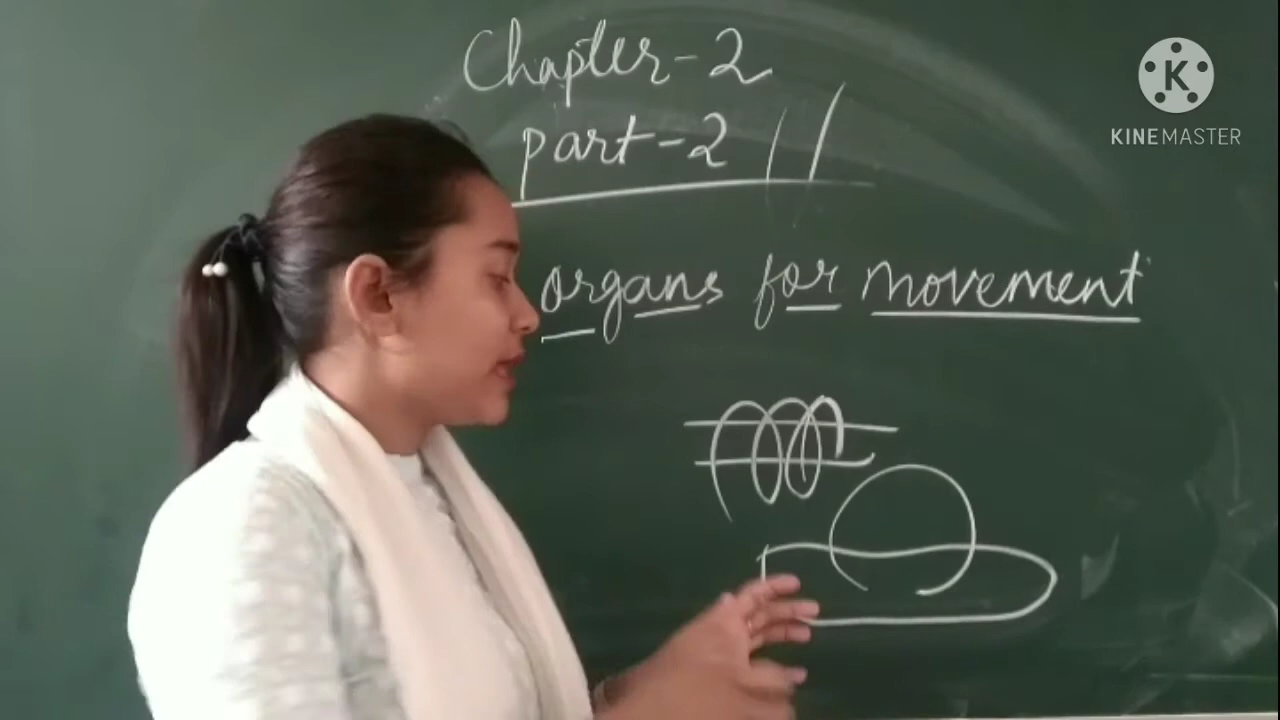 Chapter-2
part-2 //
organs for movement
K
KINEMASTER